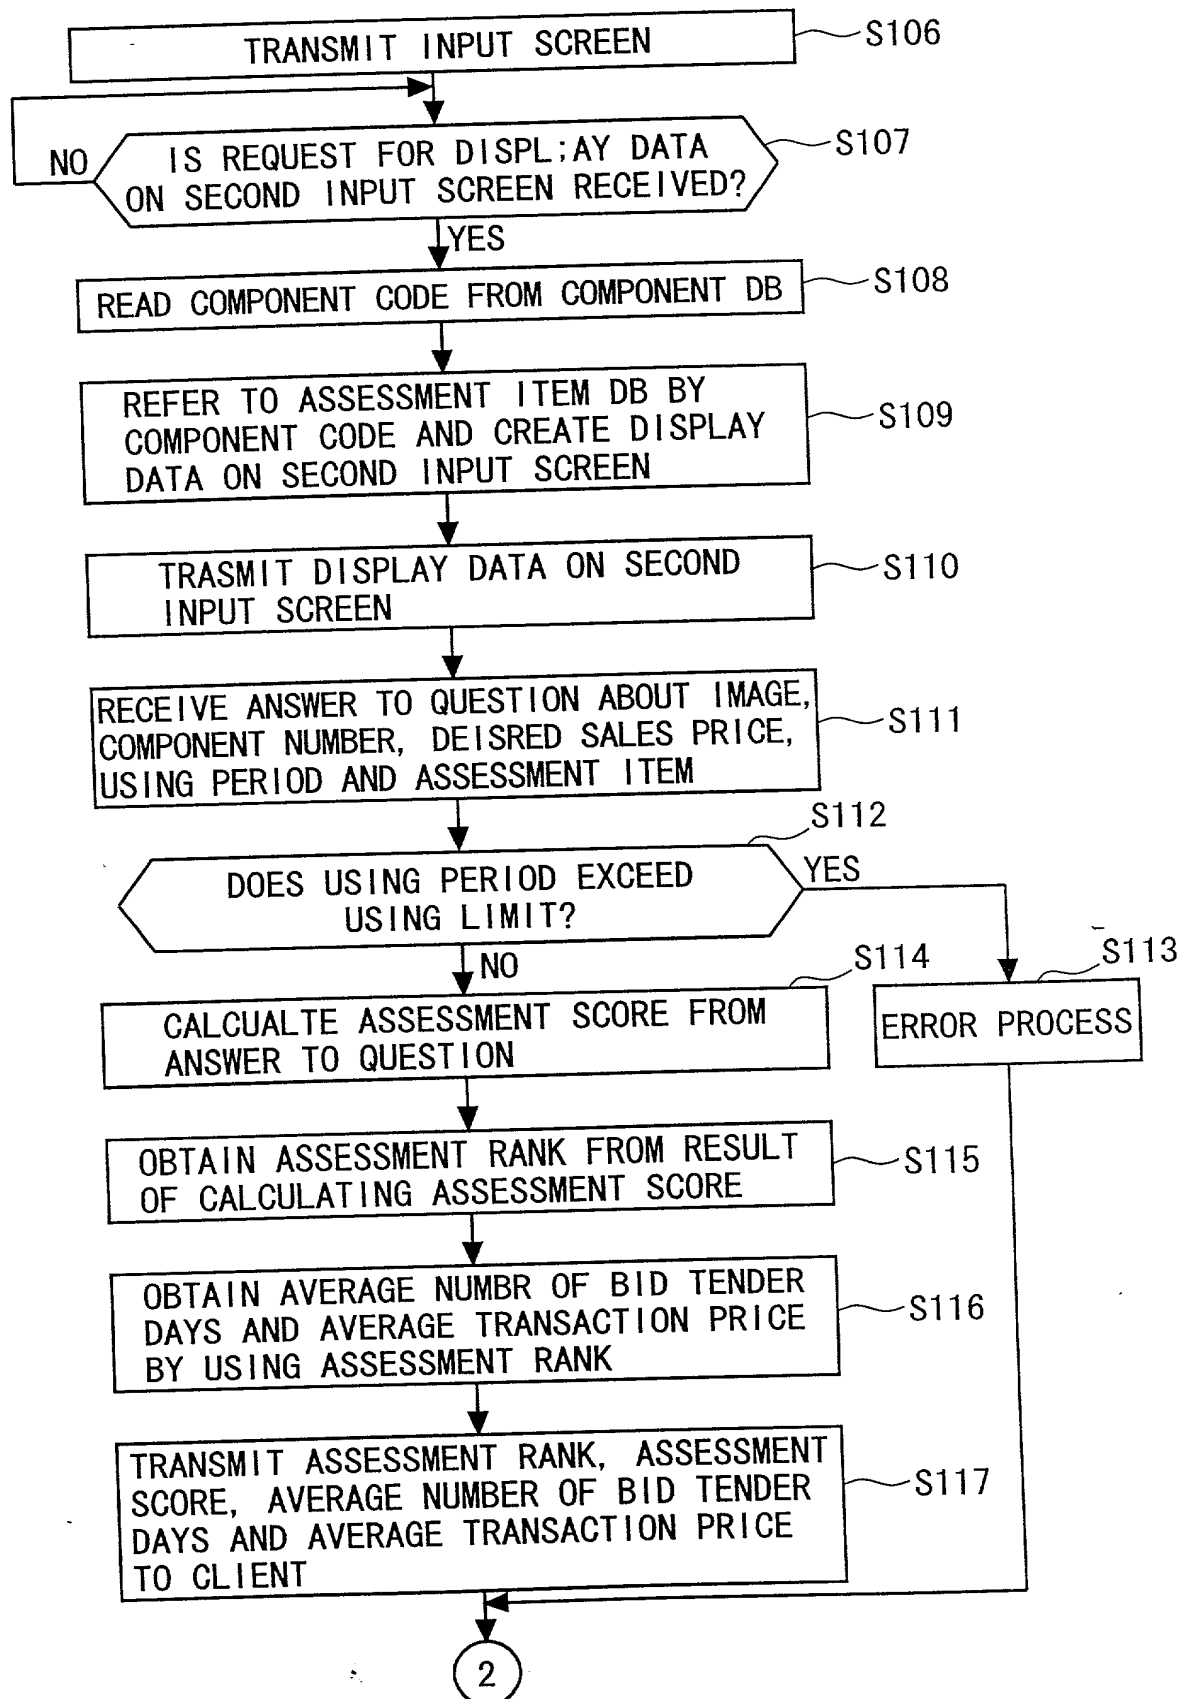 TRANSMIT INPUT SCREEN
S106
IS REQUEST FOR DISPL;AY DATA
ON SECOND INPUT SCREEN RECEIVED?
S107
NO
YES
READ COMPONENT CODE FROM COMPONENT DB
S108
REFER TO ASSESSMENT ITEM DB BY
COMPONENT CODE AND CREATE DISPLAY
DATA ON SECOND INPUT SCREEN
S109
TRASMIT DISPLAY DATA ON SECOND
INPUT SCREEN
S110
RECEIVE ANSWER TO QUESTION ABOUT IMAGE,
COMPONENT NUMBER, DEISRED SALES PRICE,
USING PERIOD AND ASSESSMENT ITEM
S111
S112
DOES USING PERIOD EXCEED
USING LIMIT?
YES
NO
S113
ERROR PROCESS
S114
CALCUALTE ASSESSMENT SCORE FROM
ANSWER TO QUESTION
OBTAIN ASSESSMENT RANK FROM RESULT
OF CALCULATING ASSESSMENT SCORE
S115
OBTAIN AVERAGE NUMBR OF BID TENDER
DAYS AND AVERAGE TRANSACTION PRICE
BY USING ASSESSMENT RANK
S116
TRANSMIT ASSESSMENT RANK, ASSESSMENT
SCORE, AVERAGE NUMBER OF BID TENDER
DAYS AND AVERAGE TRANSACTION PRICE
TO CLIENT
S117
2